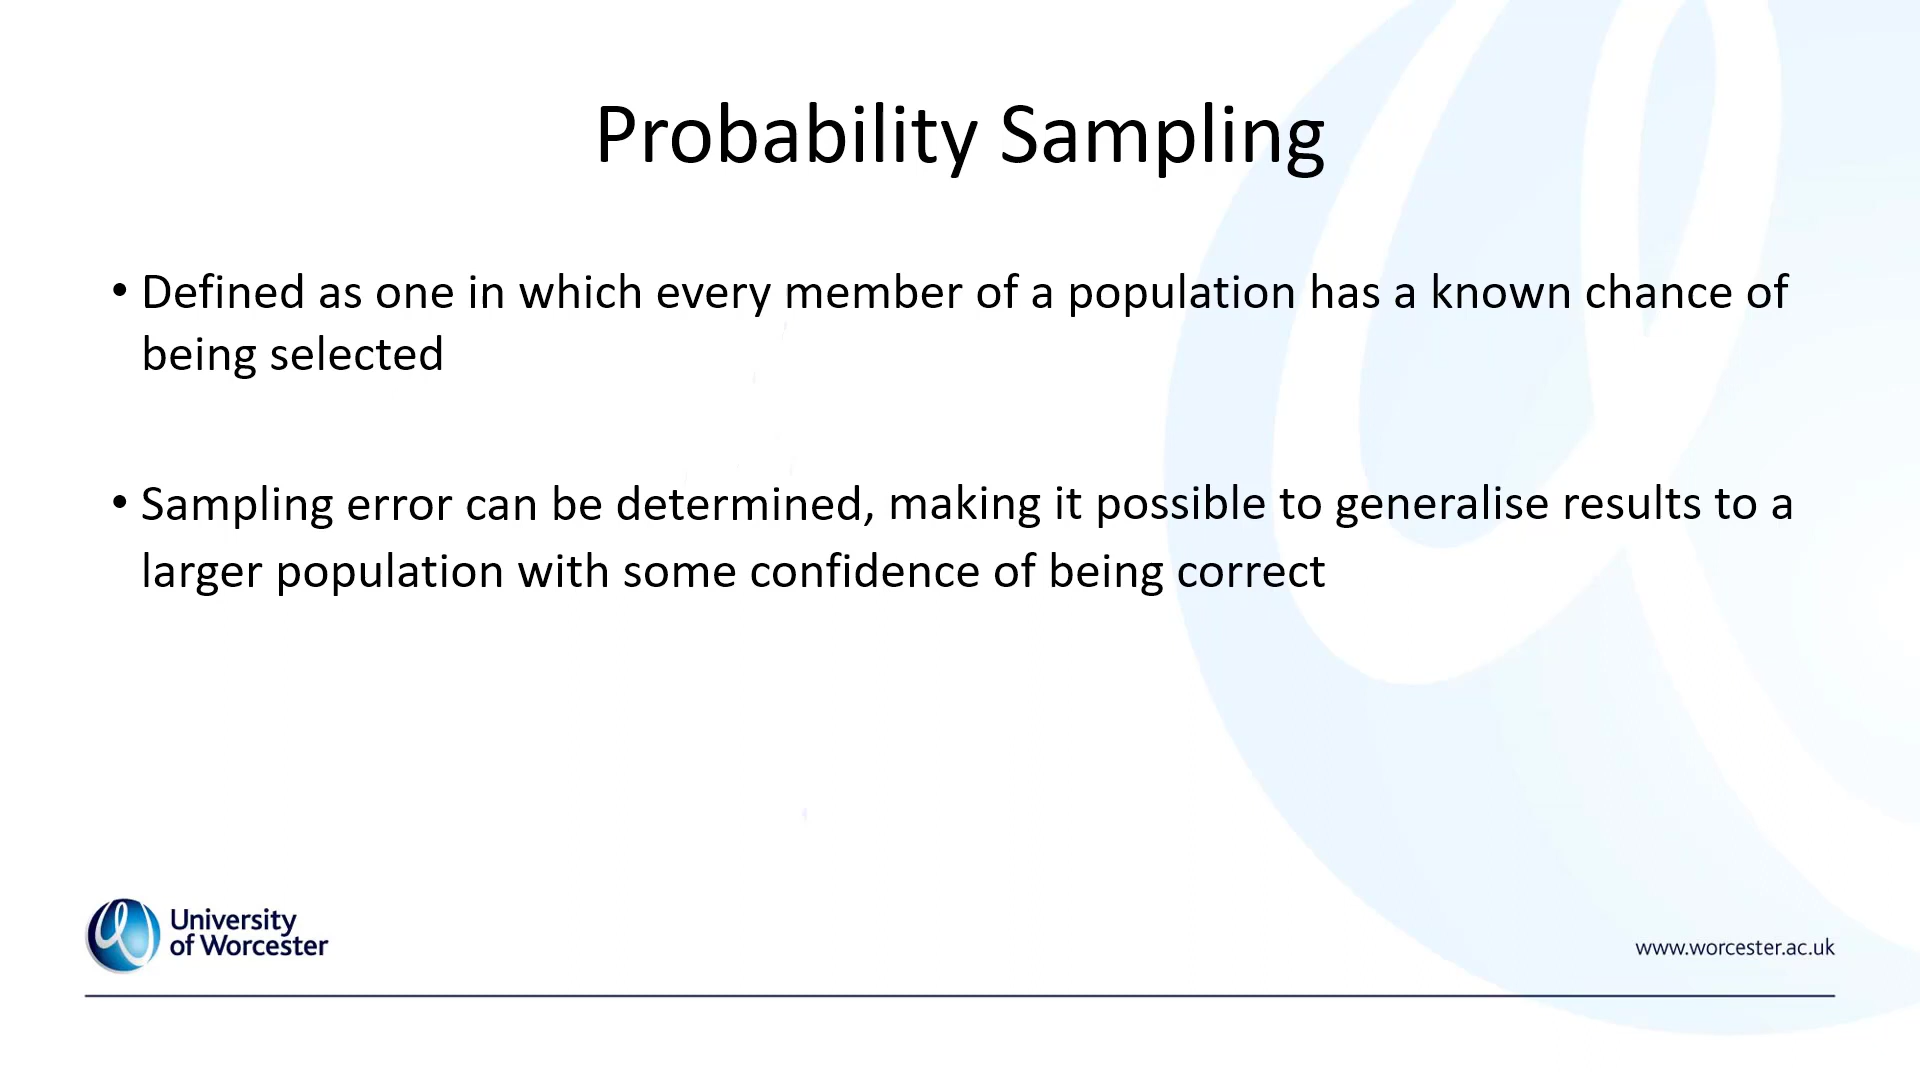 Probability Sampling
• Defined as one in which every member of a population has a known chance of
being selected
• Sampling error can be determined, making it possible to generalise results to a
larger population with some confidence of being correct
University
of Worcester
www.worcester.ac.uk